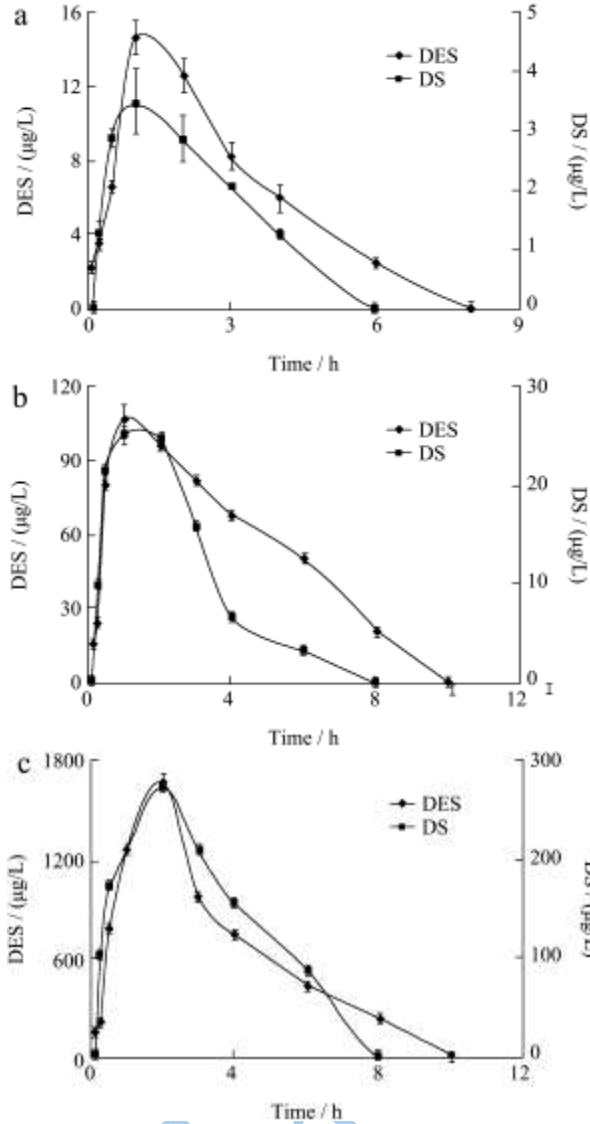 a
16
12
8
4
0
DES / (µg/L)
5
4
3
2
1
0
DS / (µg/L)
DES
DS
0 3 6 9
Time / h
b
120
90
60
30
0
DES / (µg/L)
30
20
10
0
DS / (µg/L)
DES
DS
0 4 8 12
Time / h
c
1800
1200
600
0
DES / (µg/L)
300
200
100
0
DS / (µg/L)
DES
DS
0 4 8 12
Time / h